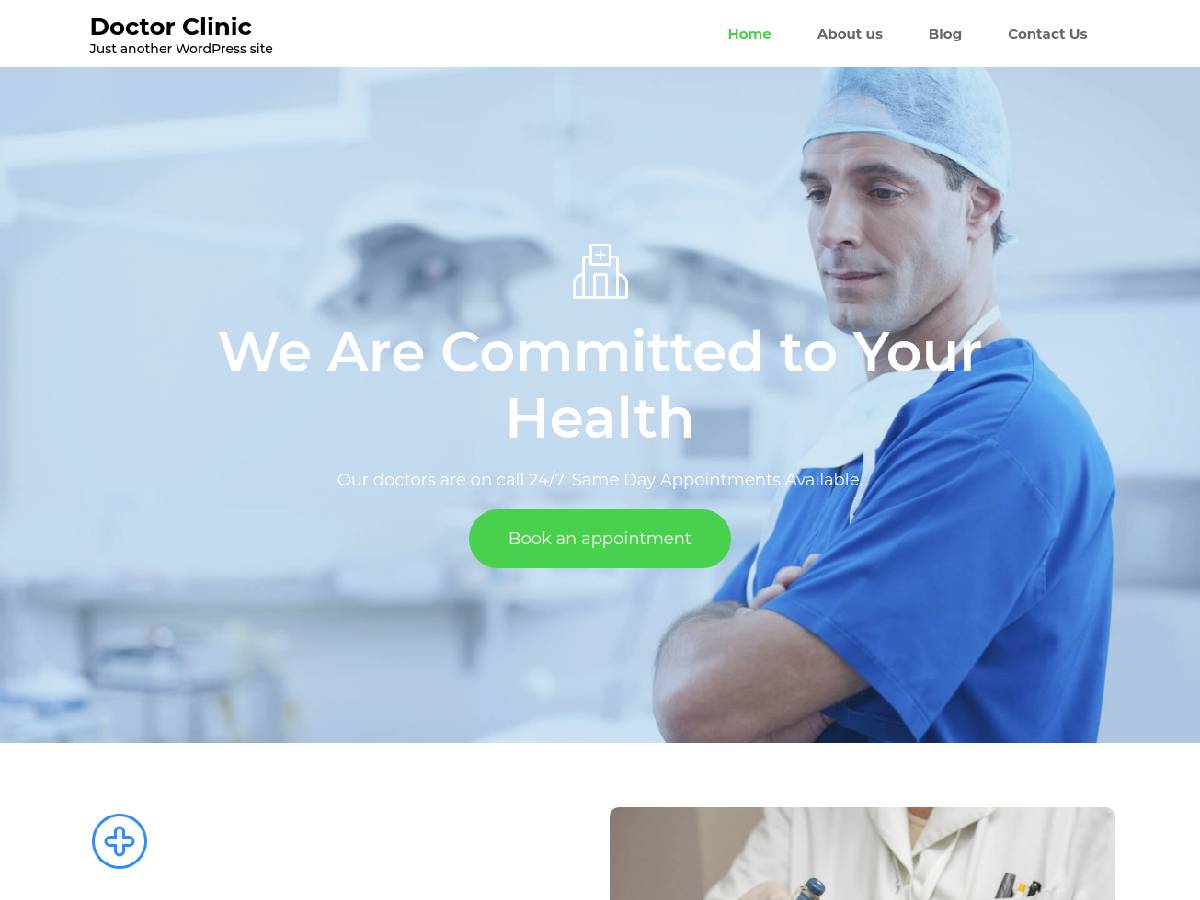 Doctor Clinic
Just another WordPress site
Home About us Blog Contact Us
We Are Committed to Your
Health
Our doctors are on call 24/7. Same Day Appointments Available.
Book an appointment